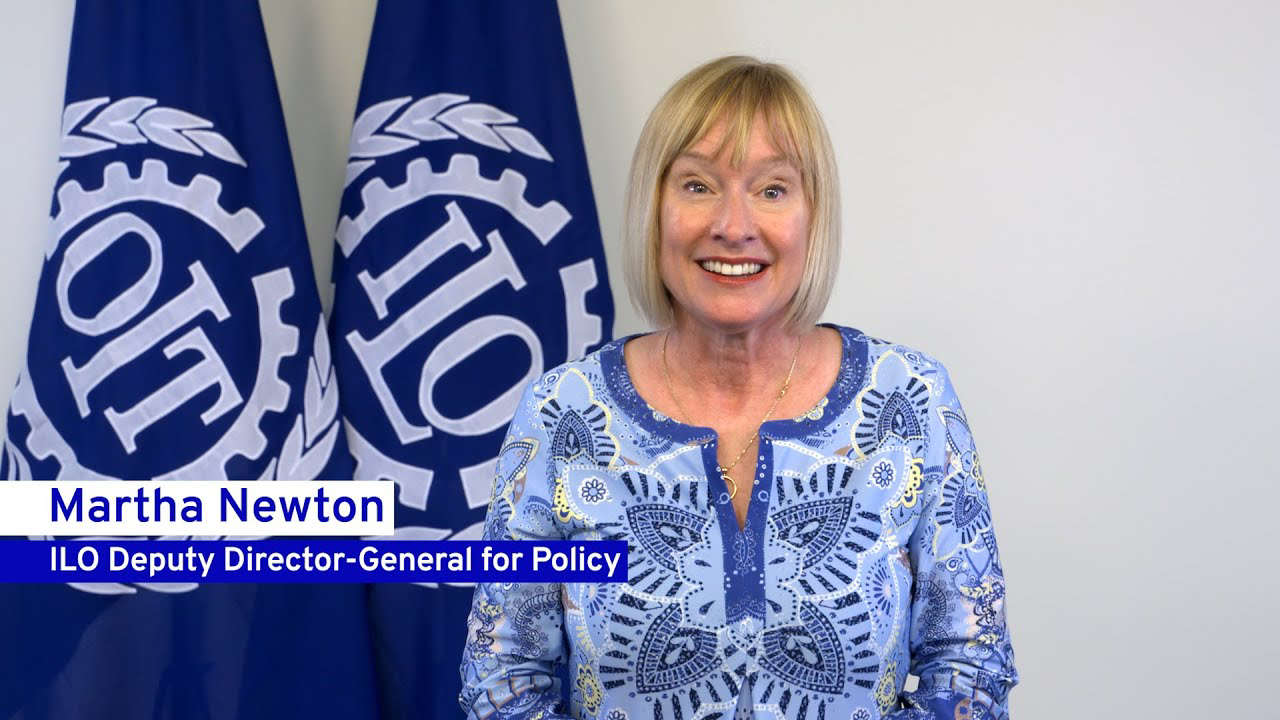 OIT
ILO
Martha Newton
ILO Deputy Director-General for Policy